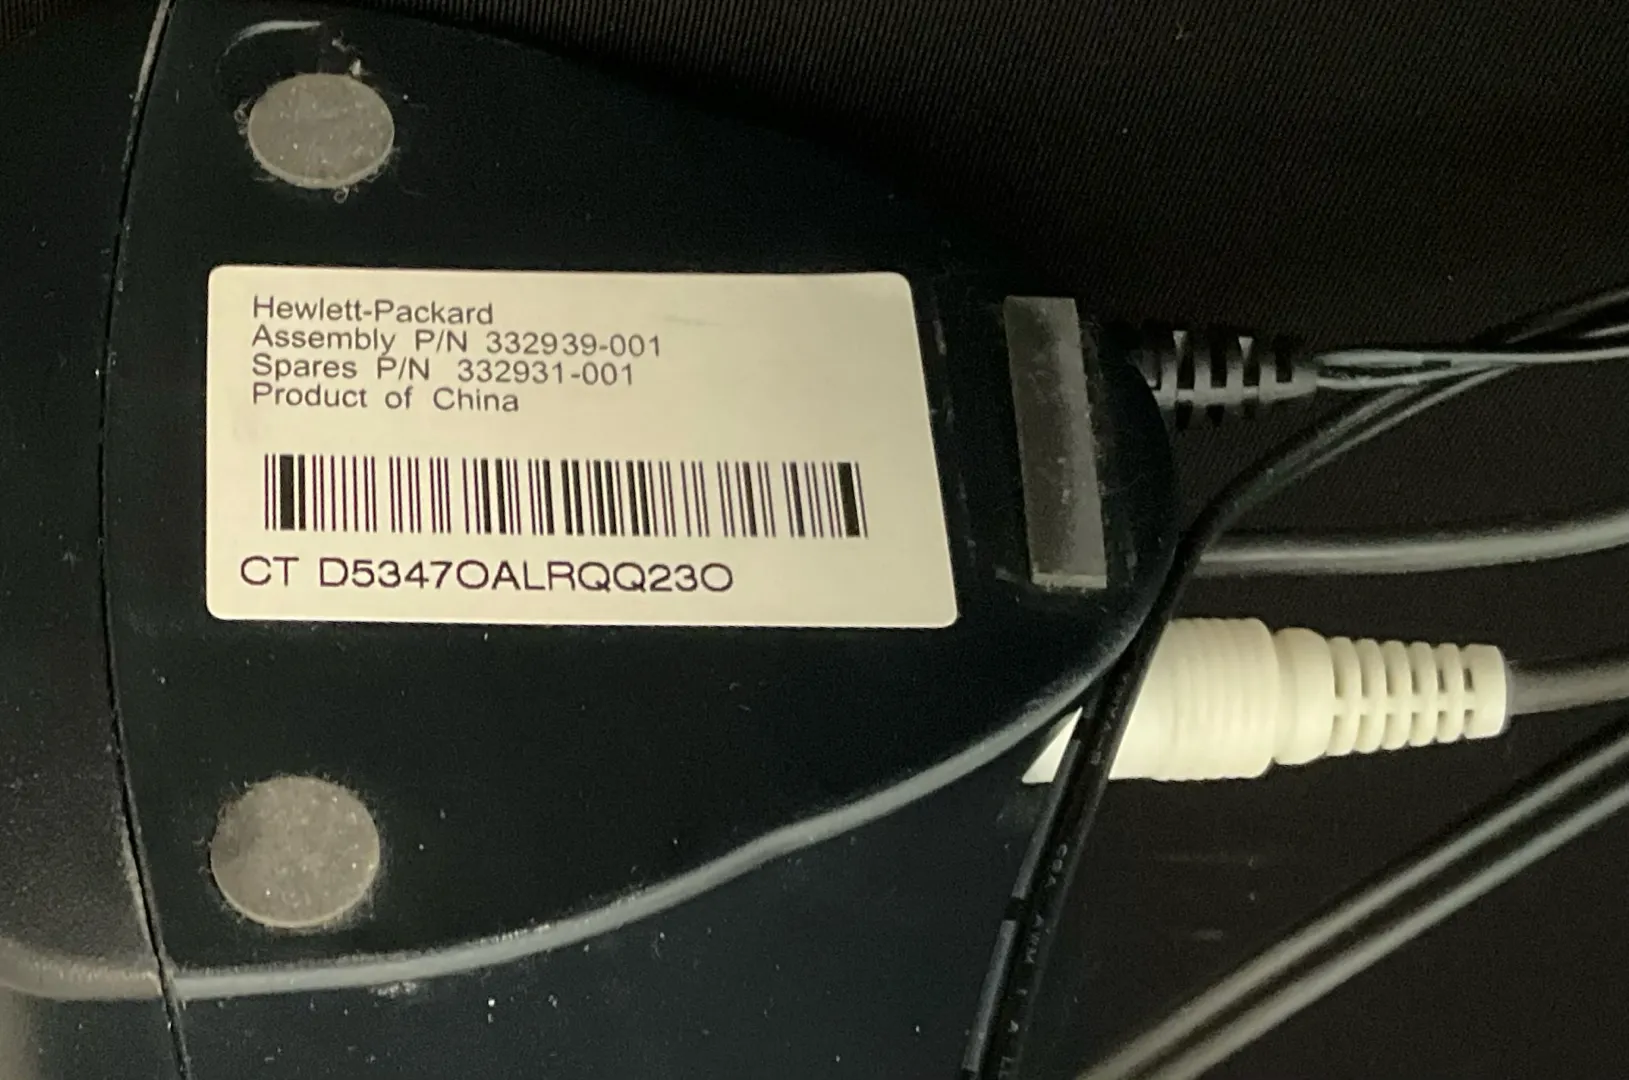 Hewlett-Packard
Assembly P/N 332939-001
Spares P/N 332931-001
Product of China
CT D5347OALRQQ23O